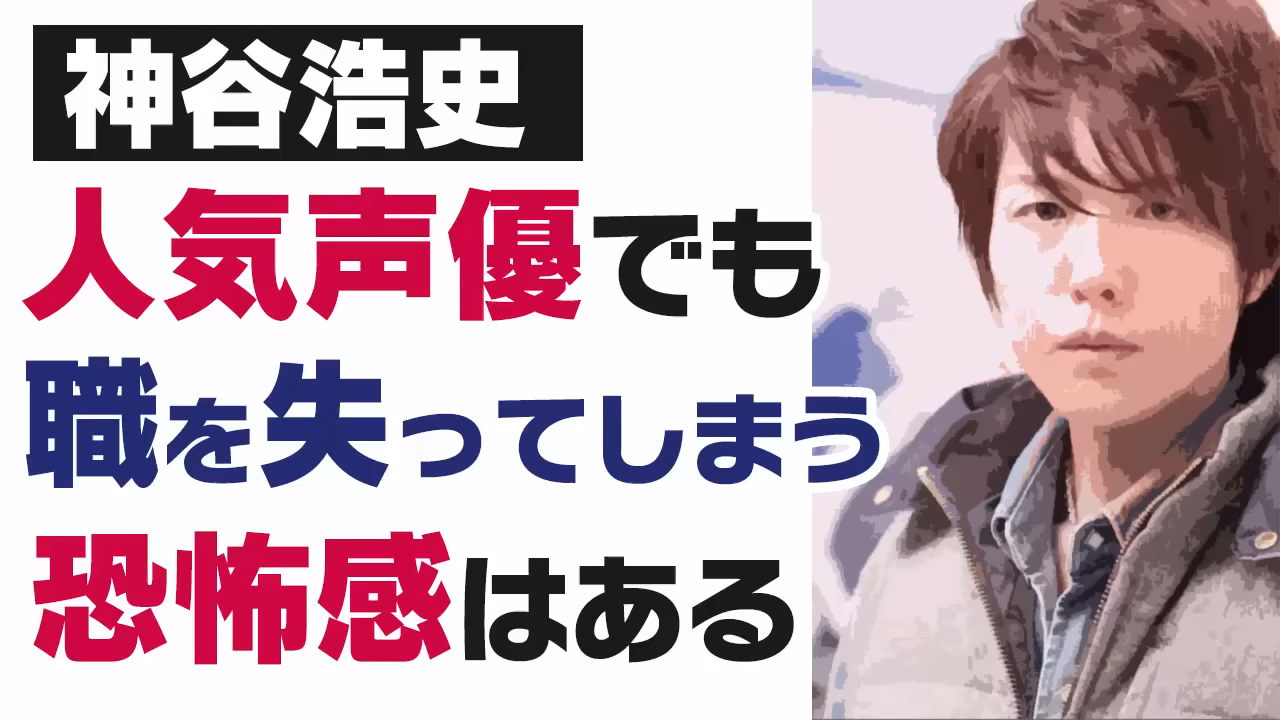 神谷浩史
人気声優でも
職を失ってしまう
恐怖感はある